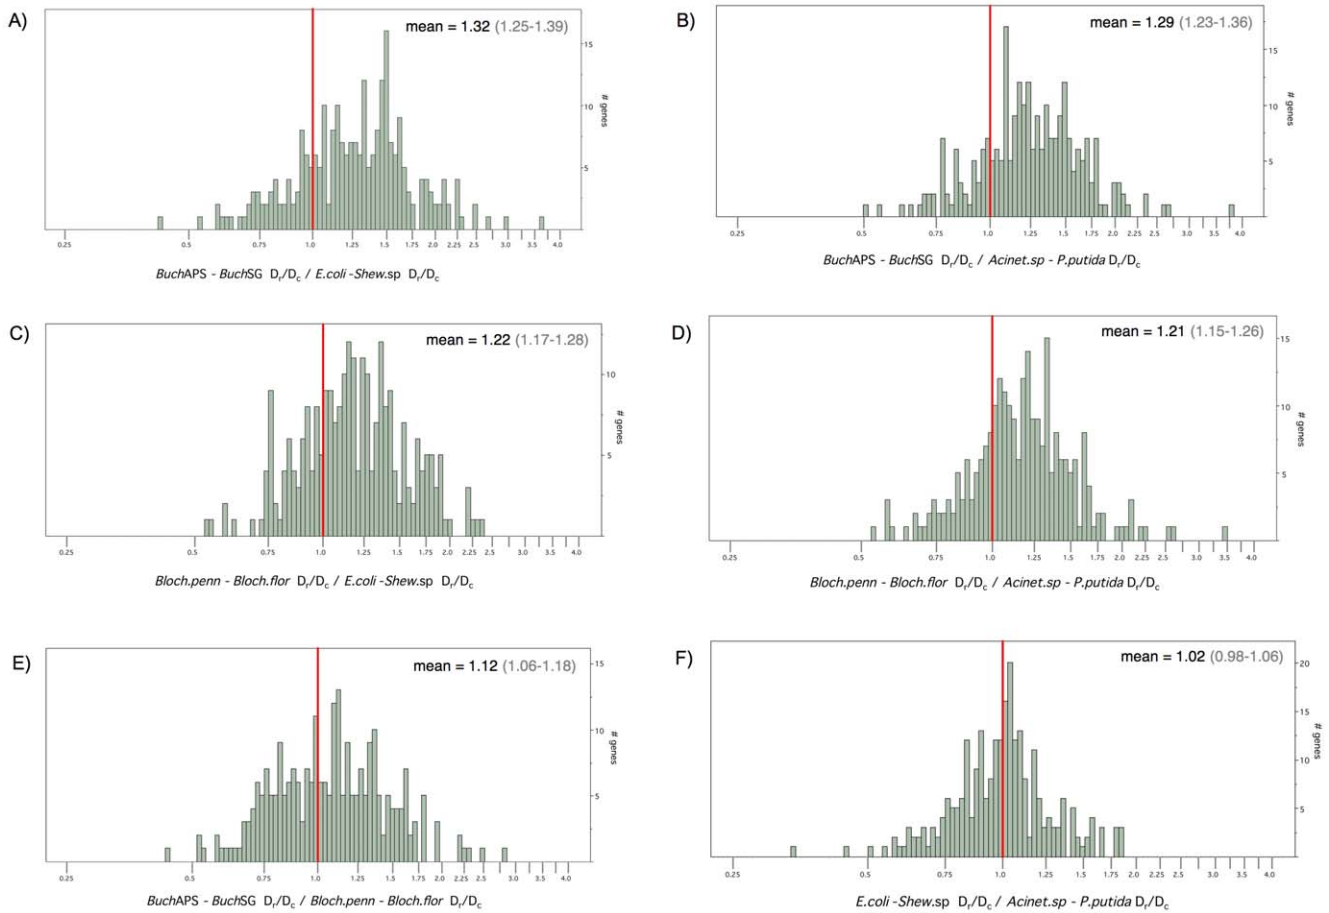 A)
mean = 1.32 (1.25-1.39)
15
10
5
# genes
0.25 0.5 0.75 1.0 1.25 1.5 1.75 2.0 2.25 2.5 3.0 3.5 4.0
BuchAPS - BuchSG Dr/Dc / E.coli -Shew.sp Dr/Dc
B)
mean = 1.29 (1.23-1.36)
15
10
5
# genes
0.25 0.5 0.75 1.0 1.25 1.5 1.75 2.0 2.25 2.5 3.0 3.5 4.0
BuchAPS - BuchSG Dr/Dc / Acinet.sp - P.putida Dr/Dc
C)
mean = 1.22 (1.17-1.28)
10
5
# genes
0.25 0.5 0.75 1.0 1.25 1.5 1.75 2.0 2.25 2.5 3.0 3.5 4.0
Bloch.penn - Bloch.flor Dr/Dc / E.coli -Shew.sp Dr/Dc
D)
mean = 1.21 (1.15-1.26)
15
10
5
# genes
0.25 0.5 0.75 1.0 1.25 1.5 1.75 2.0 2.25 2.5 3.0 3.5 4.0
Bloch.penn - Bloch.flor Dr/Dc / Acinet.sp - P.putida Dr/Dc
E)
mean = 1.12 (1.06-1.18)
15
10
5
# genes
0.25 0.5 0.75 1.0 1.25 1.5 1.75 2.0 2.25 2.5 3.0 3.5 4.0
BuchAPS - BuchSG Dr/Dc / Bloch.penn - Bloch.flor Dr/Dc
F)
mean = 1.02 (0.98-1.06)
20
15
10
5
# genes
0.25 0.5 0.75 1.0 1.25 1.5 1.75 2.0 2.25 2.5 3.0 3.5 4.0
E.coli -Shew.sp Dr/Dc / Acinet.sp - P.putida Dr/Dc